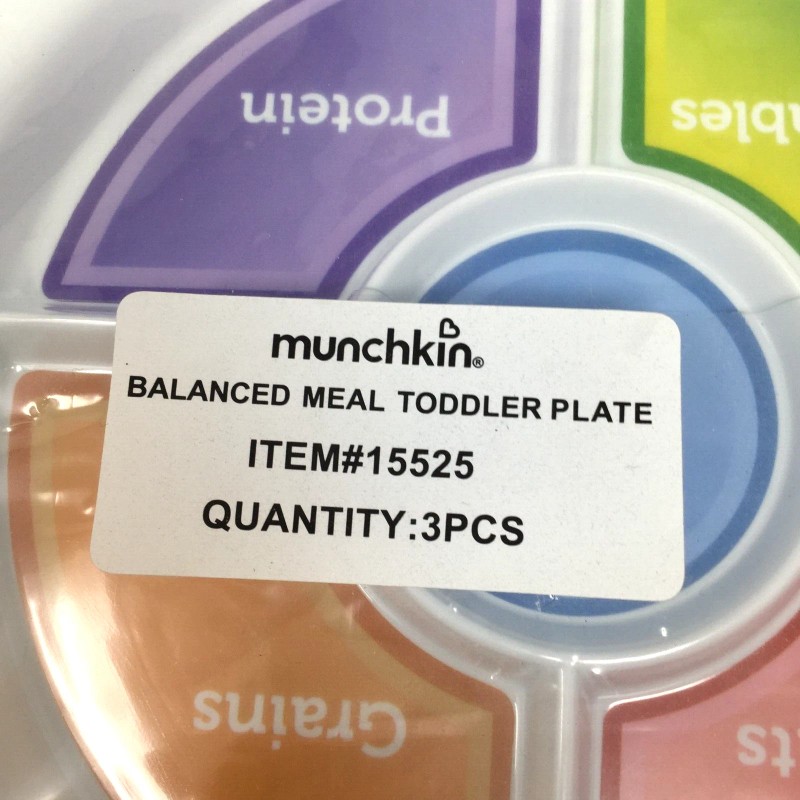 Protein
munchkin®
BALANCED MEAL TODDLER PLATE
ITEM#15525
QUANTITY:3PCS
Grains